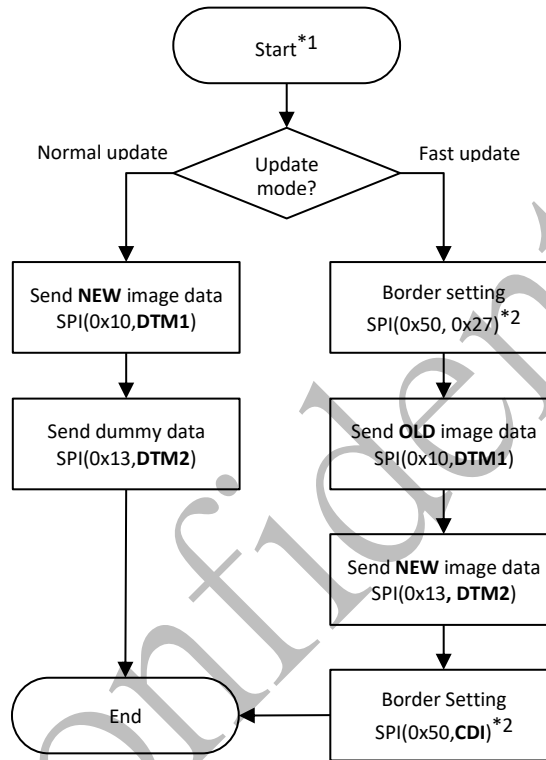 Start*1
Normal update
Update
mode?
Fast update
Send NEW image data
SPI(0x10,DTM1)
Send dummy data
SPI(0x13,DTM2)
Border setting
SPI(0x50, 0x27)*2
Send OLD image data
SPI(0x10,DTM1)
Send NEW image data
SPI(0x13, DTM2)
Border Setting
SPI(0x50,CDI)*2
End
onfident